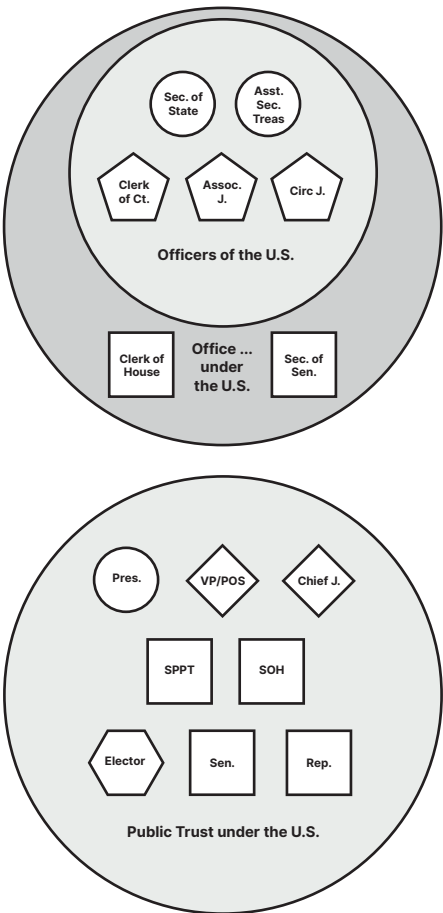 Sec. of
State
Asst.
Sec.
Treas
Clerk
of Ct.
Assoc.
J.
Circ J.
Officers of the U.S.
Clerk of
House
Office ...
under
the U.S.
Sec. of
Sen.
Pres.
VP/POS
Chief J.
SPPT
SOH
Elector
Sen.
Rep.
Public Trust under the U.S.